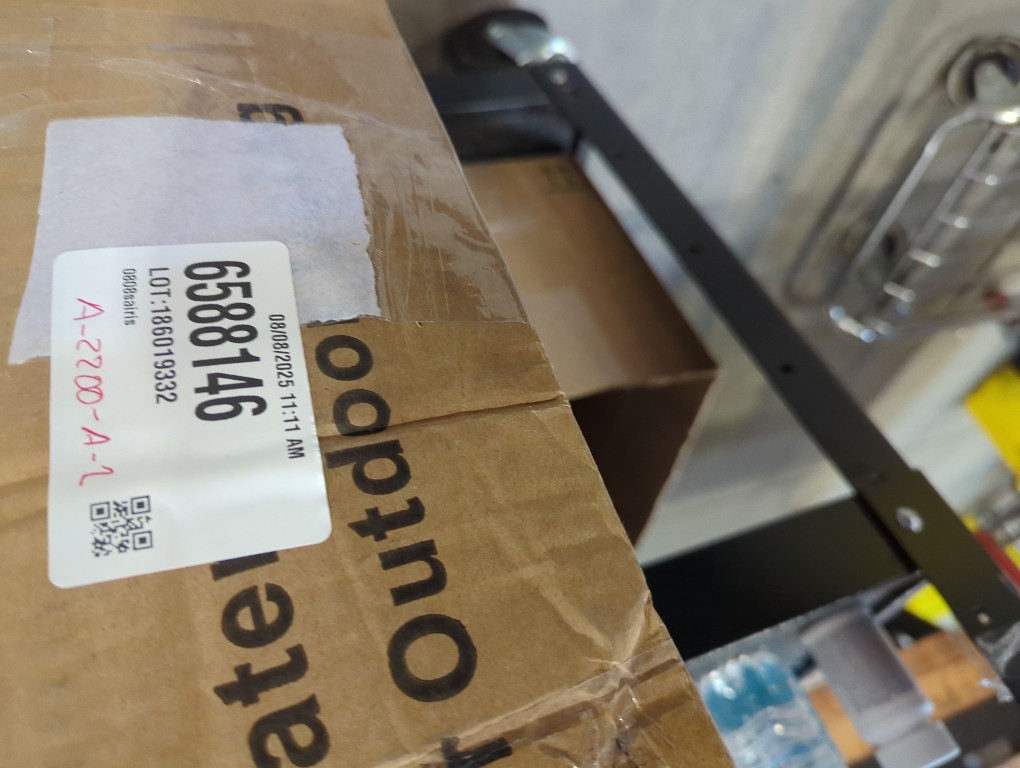 08/08/2025 11:11 AM
6588146
LOT:186019332
0808sairis
A-2200-A-1
r Outdoo
ate